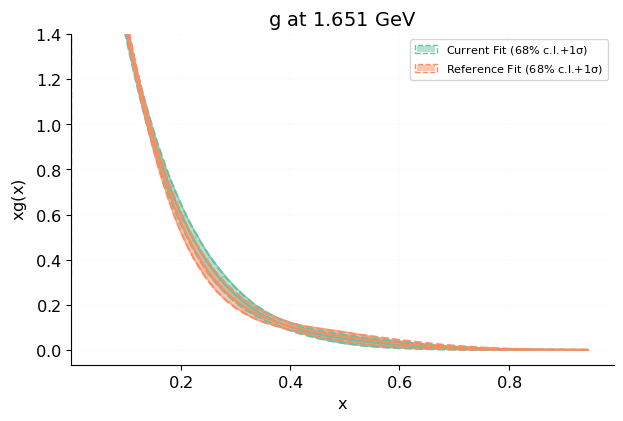 g at 1.651 GeV
Current Fit (68% c.l.+1σ)
Reference Fit (68% c.l.+1σ)
1.4
1.2
1.0
0.8
0.6
0.4
0.2
0.0
xg(x)
0.2 0.4 0.6 0.8
x